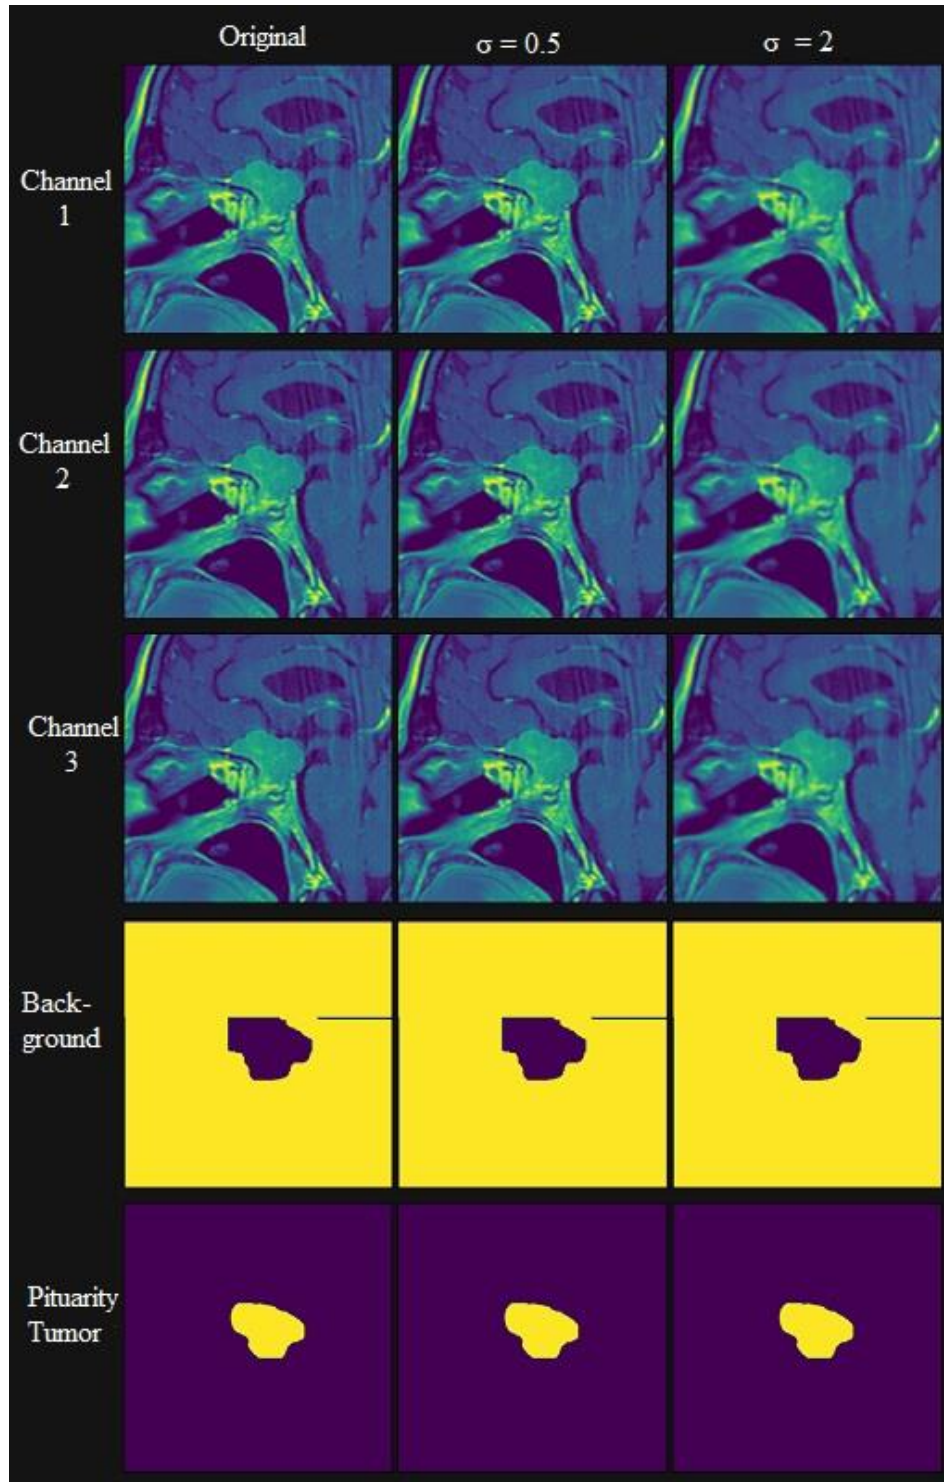 Original σ = 0.5 σ = 2
Channel
1
Channel
2
Channel
3
Back-
ground
Pituarity
Tumor